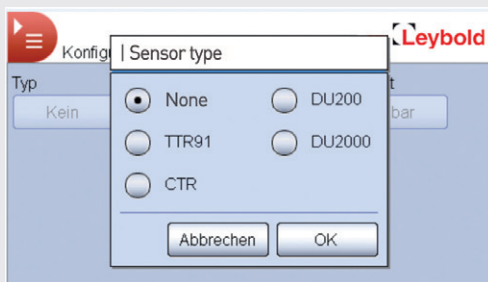 Leybold
Konfig
| Sensor type
Typ
t
Kein
bar
None
DU200
TTR91
DU2000
CTR
Abbrechen
OK